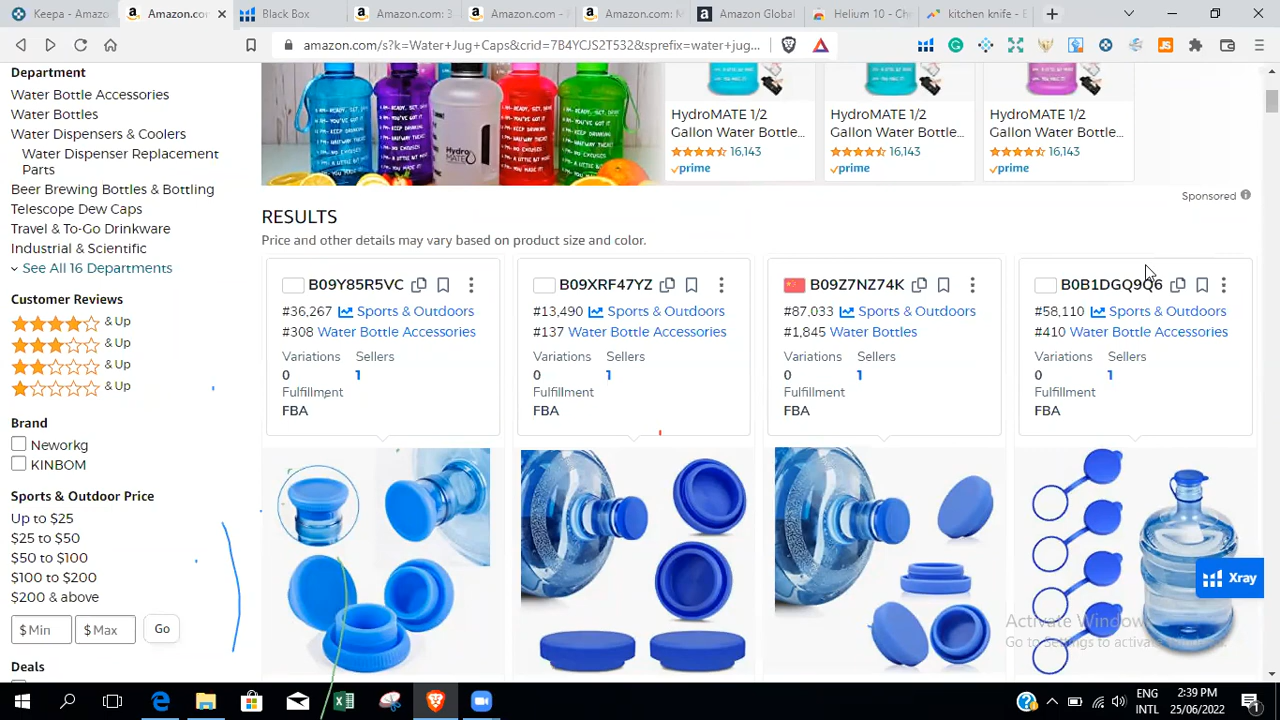 Keepa - Amazo
Amazon.co
Black Box
Amazon.com B
Amazon.com: M
Amazon Global
Helium 10 - Che
kitchen knife - E
amazon.com/s?k=Water+Jug+Caps&crid=7B4YCJS2T532&sprefix=water+jug...
Department
Water Bottle Accessories
Water Bottles
Water Dispensers & Coolers
Water Dispenser Replacement
Parts
Beer Brewing Bottles & Bottling
Telescope Dew Caps
Travel & To-Go Drinkware
Industrial & Scientific
See All 16 Departments
Customer Reviews
& Up
& Up
& Up
& Up
Brand
Neworkg
KINBOM
Sports & Outdoor Price
Up to $25
$25 to $50
$50 to $100
$100 to $200
$200 & above
$ Min
$ Max
Go
Deals
Hydro
MATE
HydroMATE 1/2
Gallon Water Bottle...
16,143
prime
HydroMATE 1/2
Gallon Water Bottle...
16,143
prime
HydroMATE 1/2
Gallon Water Bottle...
16,143
prime
Sponsored
RESULTS
Price and other details may vary based on product size and color.
B09Y85R5VC
#36,267 Sports & Outdoors
#308 Water Bottle Accessories
Variations Sellers
0 1
Fulfillment
FBA
B09XRF47YZ
#13,490 Sports & Outdoors
#137 Water Bottle Accessories
Variations Sellers
0 1
Fulfillment
FBA
B09Z7NZ74K
#87,033 Sports & Outdoors
#1,845 Water Bottles
Variations Sellers
0 1
Fulfillment
FBA
B0B1DGQ9Q6
#58,110 Sports & Outdoors
#410 Water Bottle Accessories
Variations Sellers
0 1
Fulfillment
FBA
Xray
Activate Windows
Go to Settings to activate Windows.
ENG
INTL
2:39 PM
25/06/2022
1